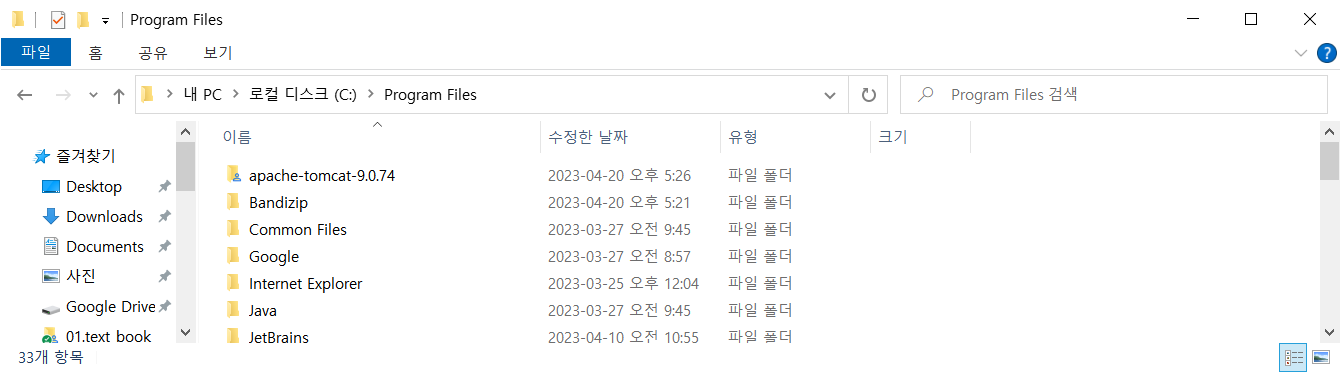 Program Files
파일 홈 공유 보기
내 PC 로컬 디스크 (C:) Program Files Program Files 검색
이름 수정한 날짜 유형 크기
즐겨찾기
Desktop
Downloads
Documents
사진
Google Drive
01.text book
apache-tomcat-9.0.74 2023-04-20 오후 5:26 파일 폴더
Bandizip 2023-04-20 오후 5:21 파일 폴더
Common Files 2023-03-27 오전 9:45 파일 폴더
Google 2023-03-27 오전 8:57 파일 폴더
Internet Explorer 2023-03-25 오후 12:04 파일 폴더
Java 2023-03-27 오전 9:45 파일 폴더
JetBrains 2023-04-10 오전 10:55 파일 폴더
33개 항목